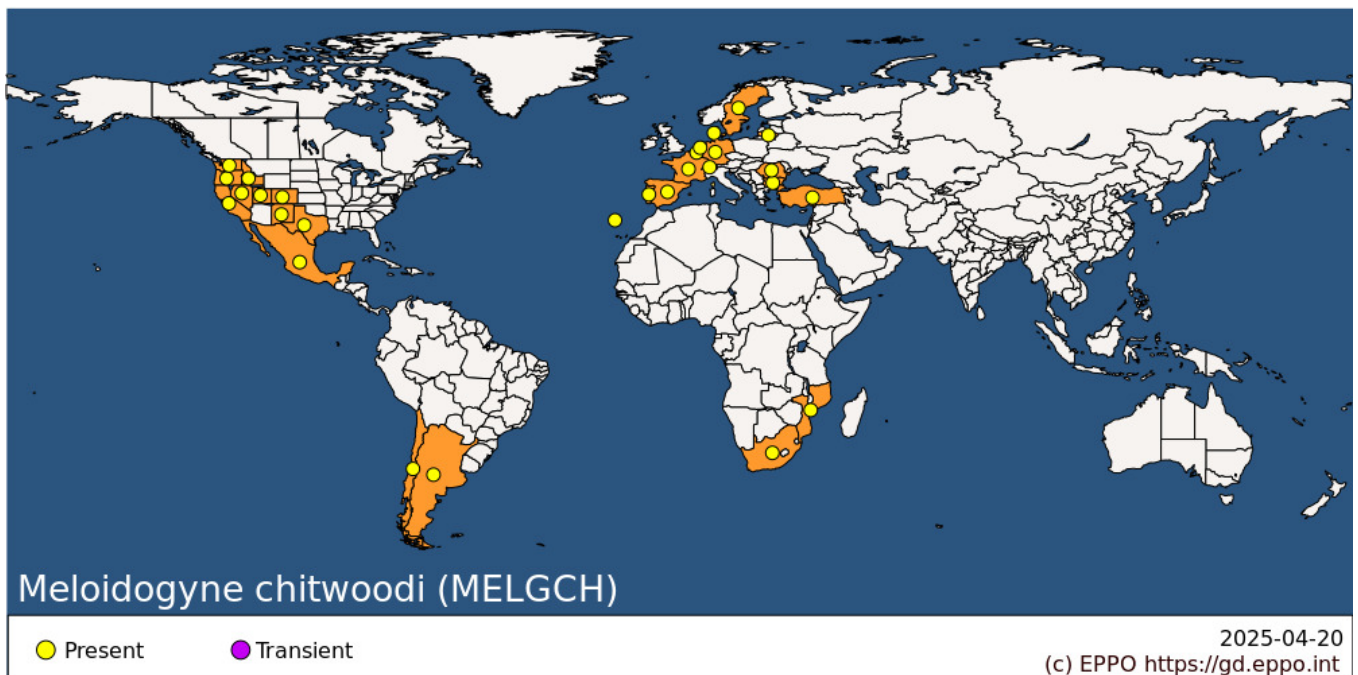 Meloidogyne chitwoodi (MELGCH)
Present
Transient
2025-04-20
(c) EPPO https://gd.eppo.int